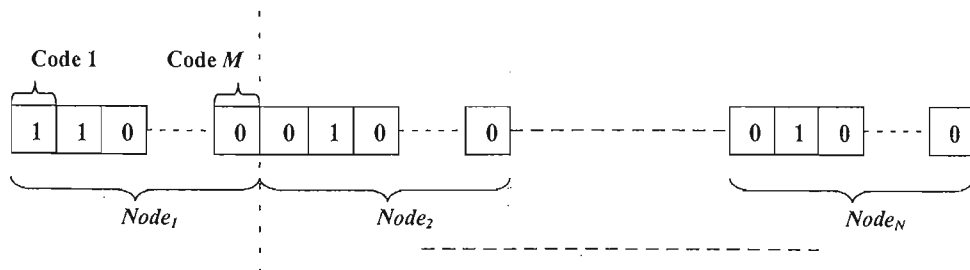 Code 1 Code M
1 1 0 0 0 1 0 0 0 1 0 0
Node1 Node2 NodeN